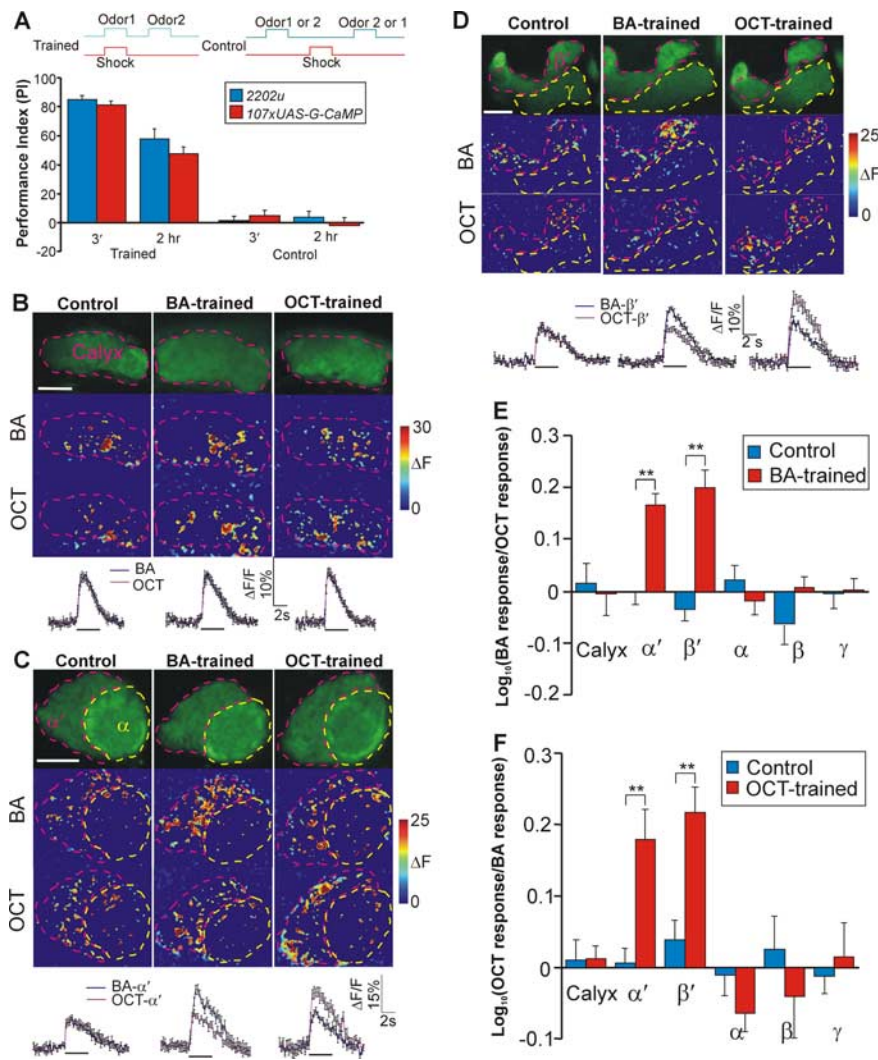 A
Odor1 Odor2
Trained
Shock
Odor1 or 2 Odor 2 or 1
Control
Shock
Performance Index (PI)
100
80
60
40
20
0
-20
2202u
107xUAS-G-CaMP
3′ 2 hr 3′ 2 hr
Trained Control
B
Control BA-trained OCT-trained
Calyx
BA
OCT
30
ΔF
0
BA
OCT
ΔF/F
10%
2s
C
Control BA-trained OCT-trained
α′ α
BA
OCT
25
ΔF
0
BA-α′
OCT-α′
ΔF/F
15%
2s
D
Control BA-trained OCT-trained
γ
BA
OCT
25
ΔF
0
BA-β′
OCT-β′
ΔF/F
10%
2 s
E
Log10(BA response/OCT response)
0.3
0.2
0.1
0
-0.1
-0.2
Control
BA-trained
** **
Calyx α′ β′ α β γ
F
Log10(OCT response/BA response)
0.3
0.2
0.1
0
-0.1
Control
OCT-trained
** **
Calyx α′ β′ α β γ